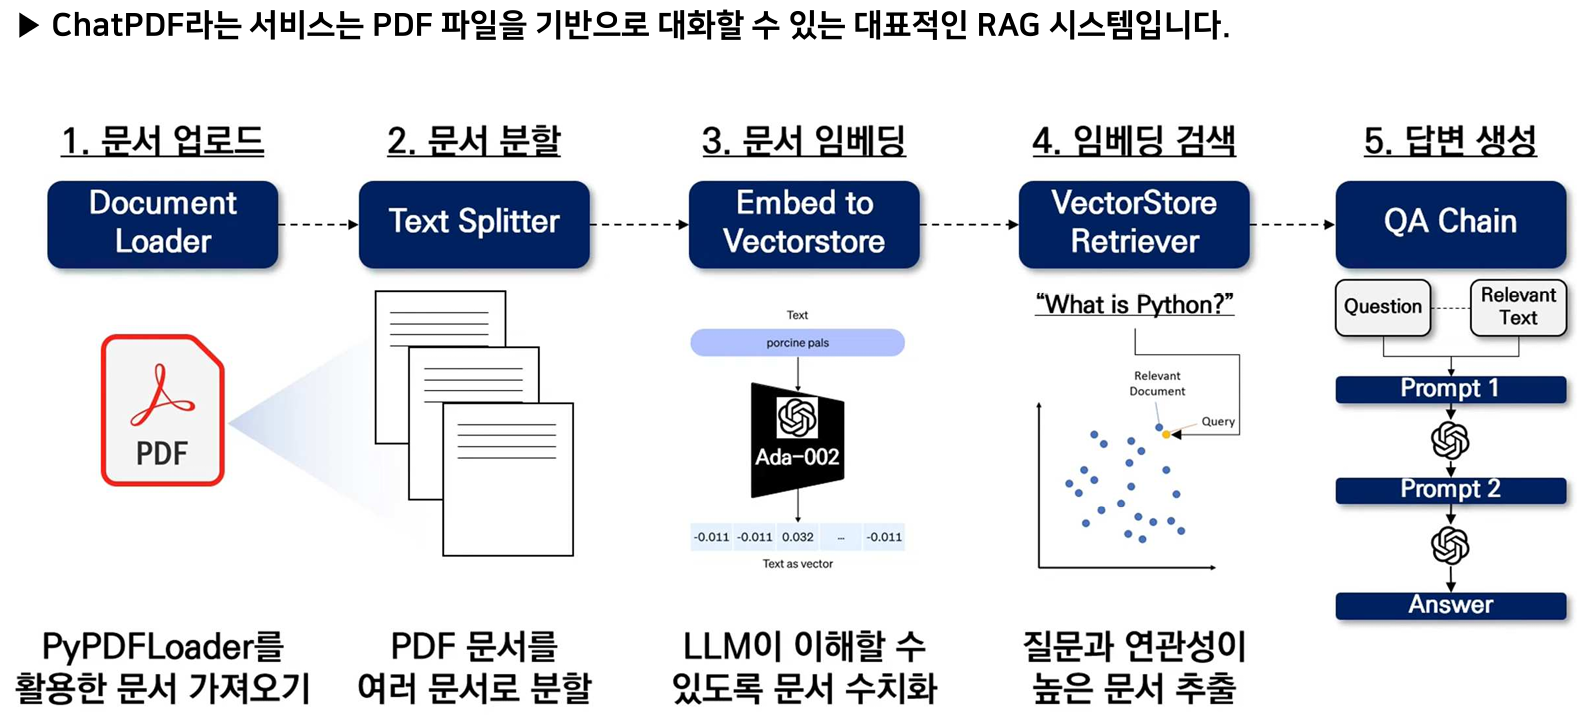 ▶ ChatPDF라는 서비스는 PDF 파일을 기반으로 대화할 수 있는 대표적인 RAG 시스템입니다.
1. 문서 업로드
2. 문서 분할
3. 문서 임베딩
4. 임베딩 검색
5. 답변 생성
Document
Loader
Text Splitter
Embed to
Vectorstore
VectorStore
Retriever
QA Chain
PDF
Text
porcine pals
Ada-002
-0.011 -0.011 0.032 ... -0.011
Text as vector
“What is Python?”
Relevant
Document
Query
Question
Relevant
Text
Prompt 1
Prompt 2
Answer
PyPDFLoader를
활용한 문서 가져오기
PDF 문서를
여러 문서로 분할
LLM이 이해할 수
있도록 문서 수치화
질문과 연관성이
높은 문서 추출